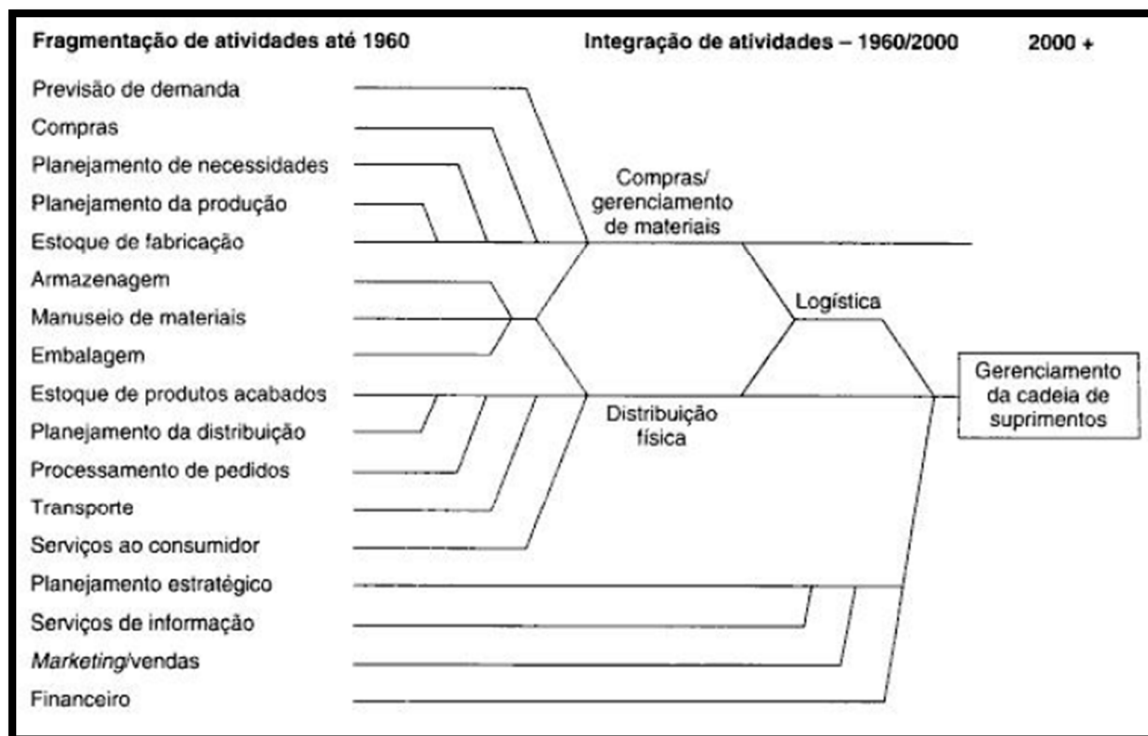 Fragmentação de atividades até 1960
Integração de atividades – 1960/2000
2000 +
Previsão de demanda
Compras
Planejamento de necessidades
Planejamento da produção
Estoque de fabricação
Armazenagem
Manuseio de materiais
Embalagem
Estoque de produtos acabados
Planejamento da distribuição
Processamento de pedidos
Transporte
Serviços ao consumidor
Planejamento estratégico
Serviços de informação
Marketing/vendas
Financeiro
Compras/
gerenciamento
de materiais
Distribuição
física
Logística
Gerenciamento
da cadeia de
suprimentos